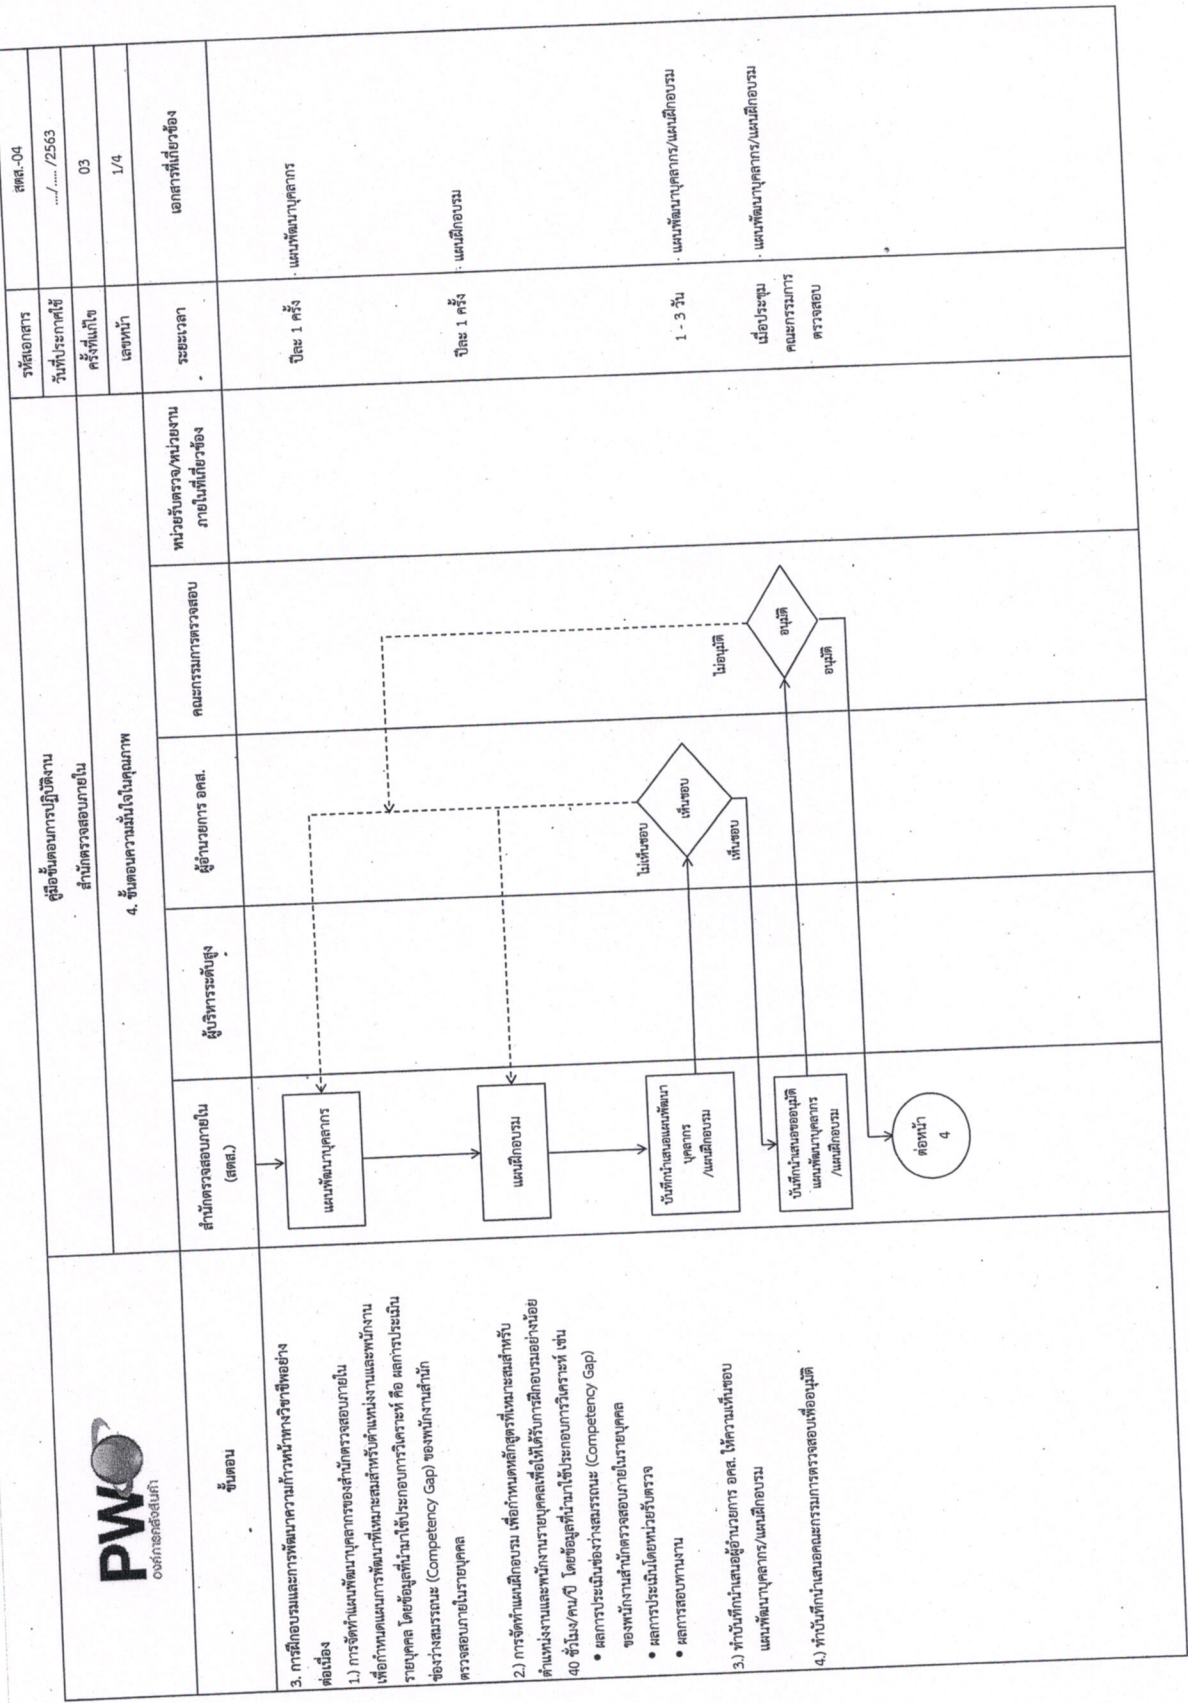 PWO
องค์การคลังสินค้า
คู่มือขั้นตอนการปฏิบัติงาน
สำนักตรวจสอบภายใน
4. ขั้นตอนความมั่นใจในคุณภาพ
รหัสเอกสาร
สตส.-04
วันที่ประกาศใช้
..../..... /2563
ครั้งที่แก้ไข
03
เลขหน้า
1/4
ขั้นตอน
สำนักตรวจสอบภายใน
(สตส.)
ผู้บริหารระดับสูง
ผู้อำนวยการ อคส.
คณะกรรมการตรวจสอบ
หน่วยรับตรวจ/หน่วยงาน
ภายในที่เกี่ยวข้อง
ระยะเวลา
เอกสารที่เกี่ยวข้อง
3. การฝึกอบรมและการพัฒนาความก้าวหน้าทางวิชาชีพอย่าง
ต่อเนื่อง
1.) การจัดทำแผนพัฒนาบุคลากรของสำนักตรวจสอบภายใน
เพื่อกำหนดแผนการพัฒนาที่เหมาะสมสำหรับตำแหน่งงานและพนักงาน
รายบุคคล โดยข้อมูลที่นำมาใช้ประกอบการวิเคราะห์ คือ ผลการประเมิน
ช่องว่างสมรรถนะ (Competency Gap) ของพนักงานสำนัก
ตรวจสอบภายในรายบุคคล
2.) การจัดทำแผนฝึกอบรม เพื่อกำหนดหลักสูตรที่เหมาะสมสำหรับ
ตำแหน่งงานและพนักงานรายบุคคลเพื่อให้ได้รับการฝึกอบรมอย่างน้อย
40 ชั่วโมง/คน/ปี โดยข้อมูลที่นำมาใช้ประกอบการวิเคราะห์ เช่น
• ผลการประเมินช่องว่างสมรรถนะ (Competency Gap)
ของพนักงานสำนักตรวจสอบภายในรายบุคคล
• ผลการประเมินโดยหน่วยรับตรวจ
• ผลการสอบทานงาน
3.) ทำบันทึกนำเสนอผู้อำนวยการ อคส. ให้ความเห็นชอบ
แผนพัฒนาบุคลากร/แผนฝึกอบรม
4.) ทำบันทึกนำเสนอคณะกรรมการตรวจสอบเพื่ออนุมัติ
แผนพัฒนาบุคลากร
แผนฝึกอบรม
บันทึกนำเสนอแผนพัฒนา
บุคลากร
/แผนฝึกอบรม
บันทึกนำเสนอขออนุมัติ
แผนพัฒนาบุคลากร
/แผนฝึกอบรม
ต่อหน้า
4
ไม่เห็นชอบ
เห็นชอบ
เห็นชอบ
ไม่อนุมัติ
อนุมัติ
อนุมัติ
ปีละ 1 ครั้ง
- แผนพัฒนาบุคลากร
ปีละ 1 ครั้ง
- แผนฝึกอบรม
1 - 3 วัน
- แผนพัฒนาบุคลากร/แผนฝึกอบรม
เมื่อประชุม
คณะกรรมการ
ตรวจสอบ
- แผนพัฒนาบุคลากร/แผนฝึกอบรม